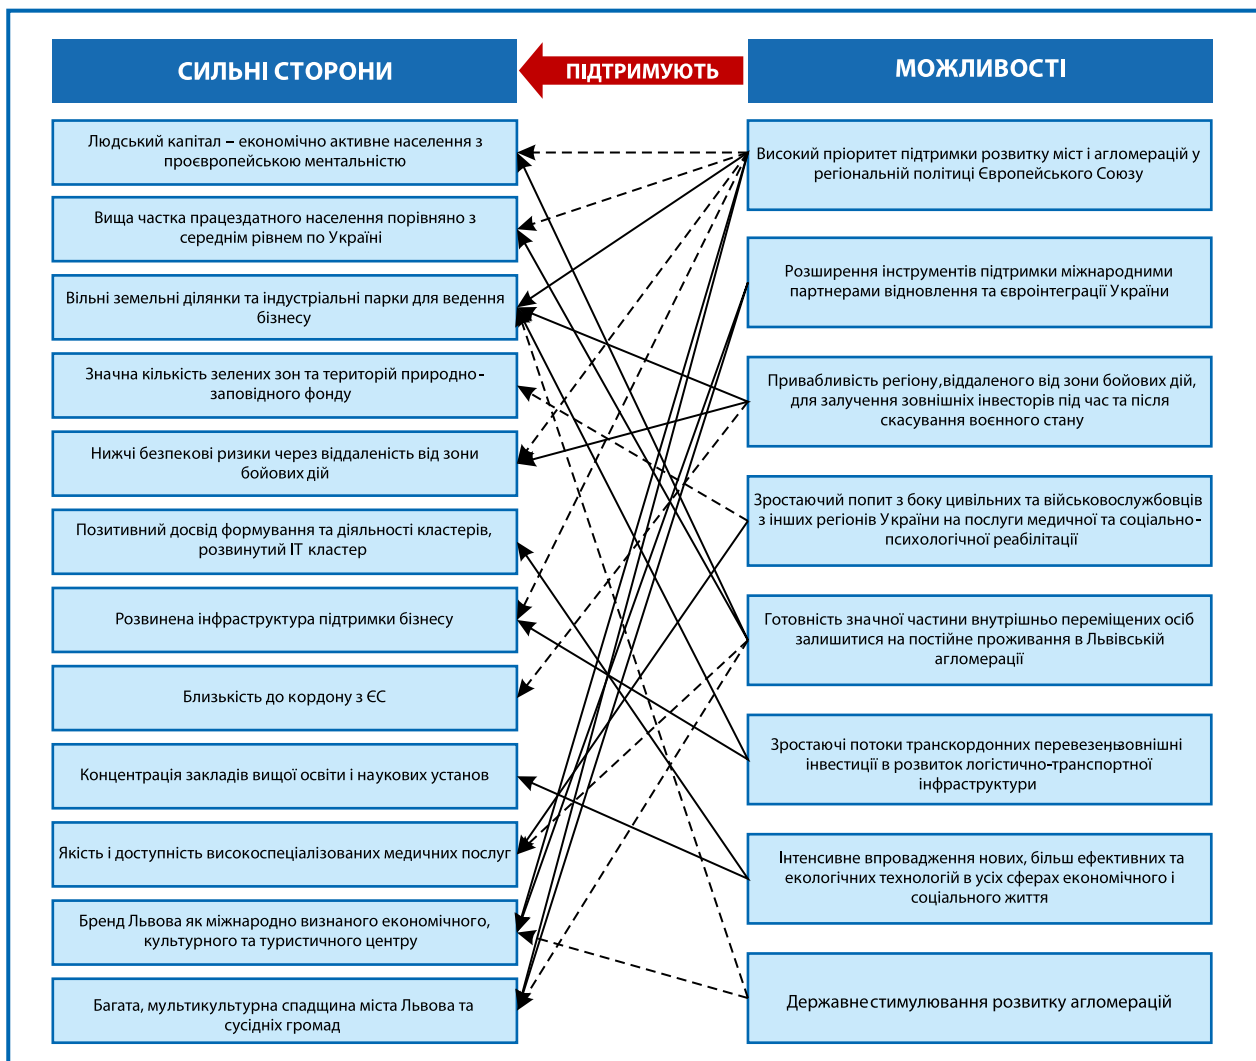 СИЛЬНІ СТОРОНИ
ПІДТРИМУЮТЬ
МОЖЛИВОСТІ
Людський капітал – економічно активне населення з
проєвропейською ментальністю
Вища частка працездатного населення порівняно з
середнім рівнем по Україні
Вільні земельні ділянки та індустріальні парки для ведення
бізнесу
Значна кількість зелених зон та територій природно-
заповідного фонду
Нижчі безпекові ризики через віддаленість від зони
бойових дій
Позитивний досвід формування та діяльності кластерів,
розвинутий ІТ кластер
Розвинена інфраструктура підтримки бізнесу
Близькість до кордону з ЄС
Концентрація закладів вищої освіти і наукових установ
Якість і доступність високоспеціалізованих медичних послуг
Бренд Львова як міжнародно визнаного економічного,
культурного та туристичного центру
Багата, мультикультурна спадщина міста Львова та
сусідніх громад
Високий пріоритет підтримки розвитку міст і агломерацій у
регіональній політиці Європейського Союзу
Розширення інструментів підтримки міжнародними
партнерами відновлення та євроінтеграції України
Привабливість регіону, віддаленого від зони бойових дій,
для залучення зовнішніх інвесторів під час та після
скасування воєнного стану
Зростаючий попит з боку цивільних та військовослужбовців
з інших регіонів України на послуги медичної та соціально-
психологічної реабілітації
Готовність значної частини внутрішньо переміщених осіб
залишитися на постійне проживання в Львівській
агломерації
Зростаючі потоки транскордонних перевезень, зовнішні
інвестиції в розвиток логістично-транспортної
інфраструктури
Інтенсивне впровадження нових, більш ефективних та
екологічних технологій в усіх сферах економічного і
соціального життя
Державне стимулювання розвитку агломерацій